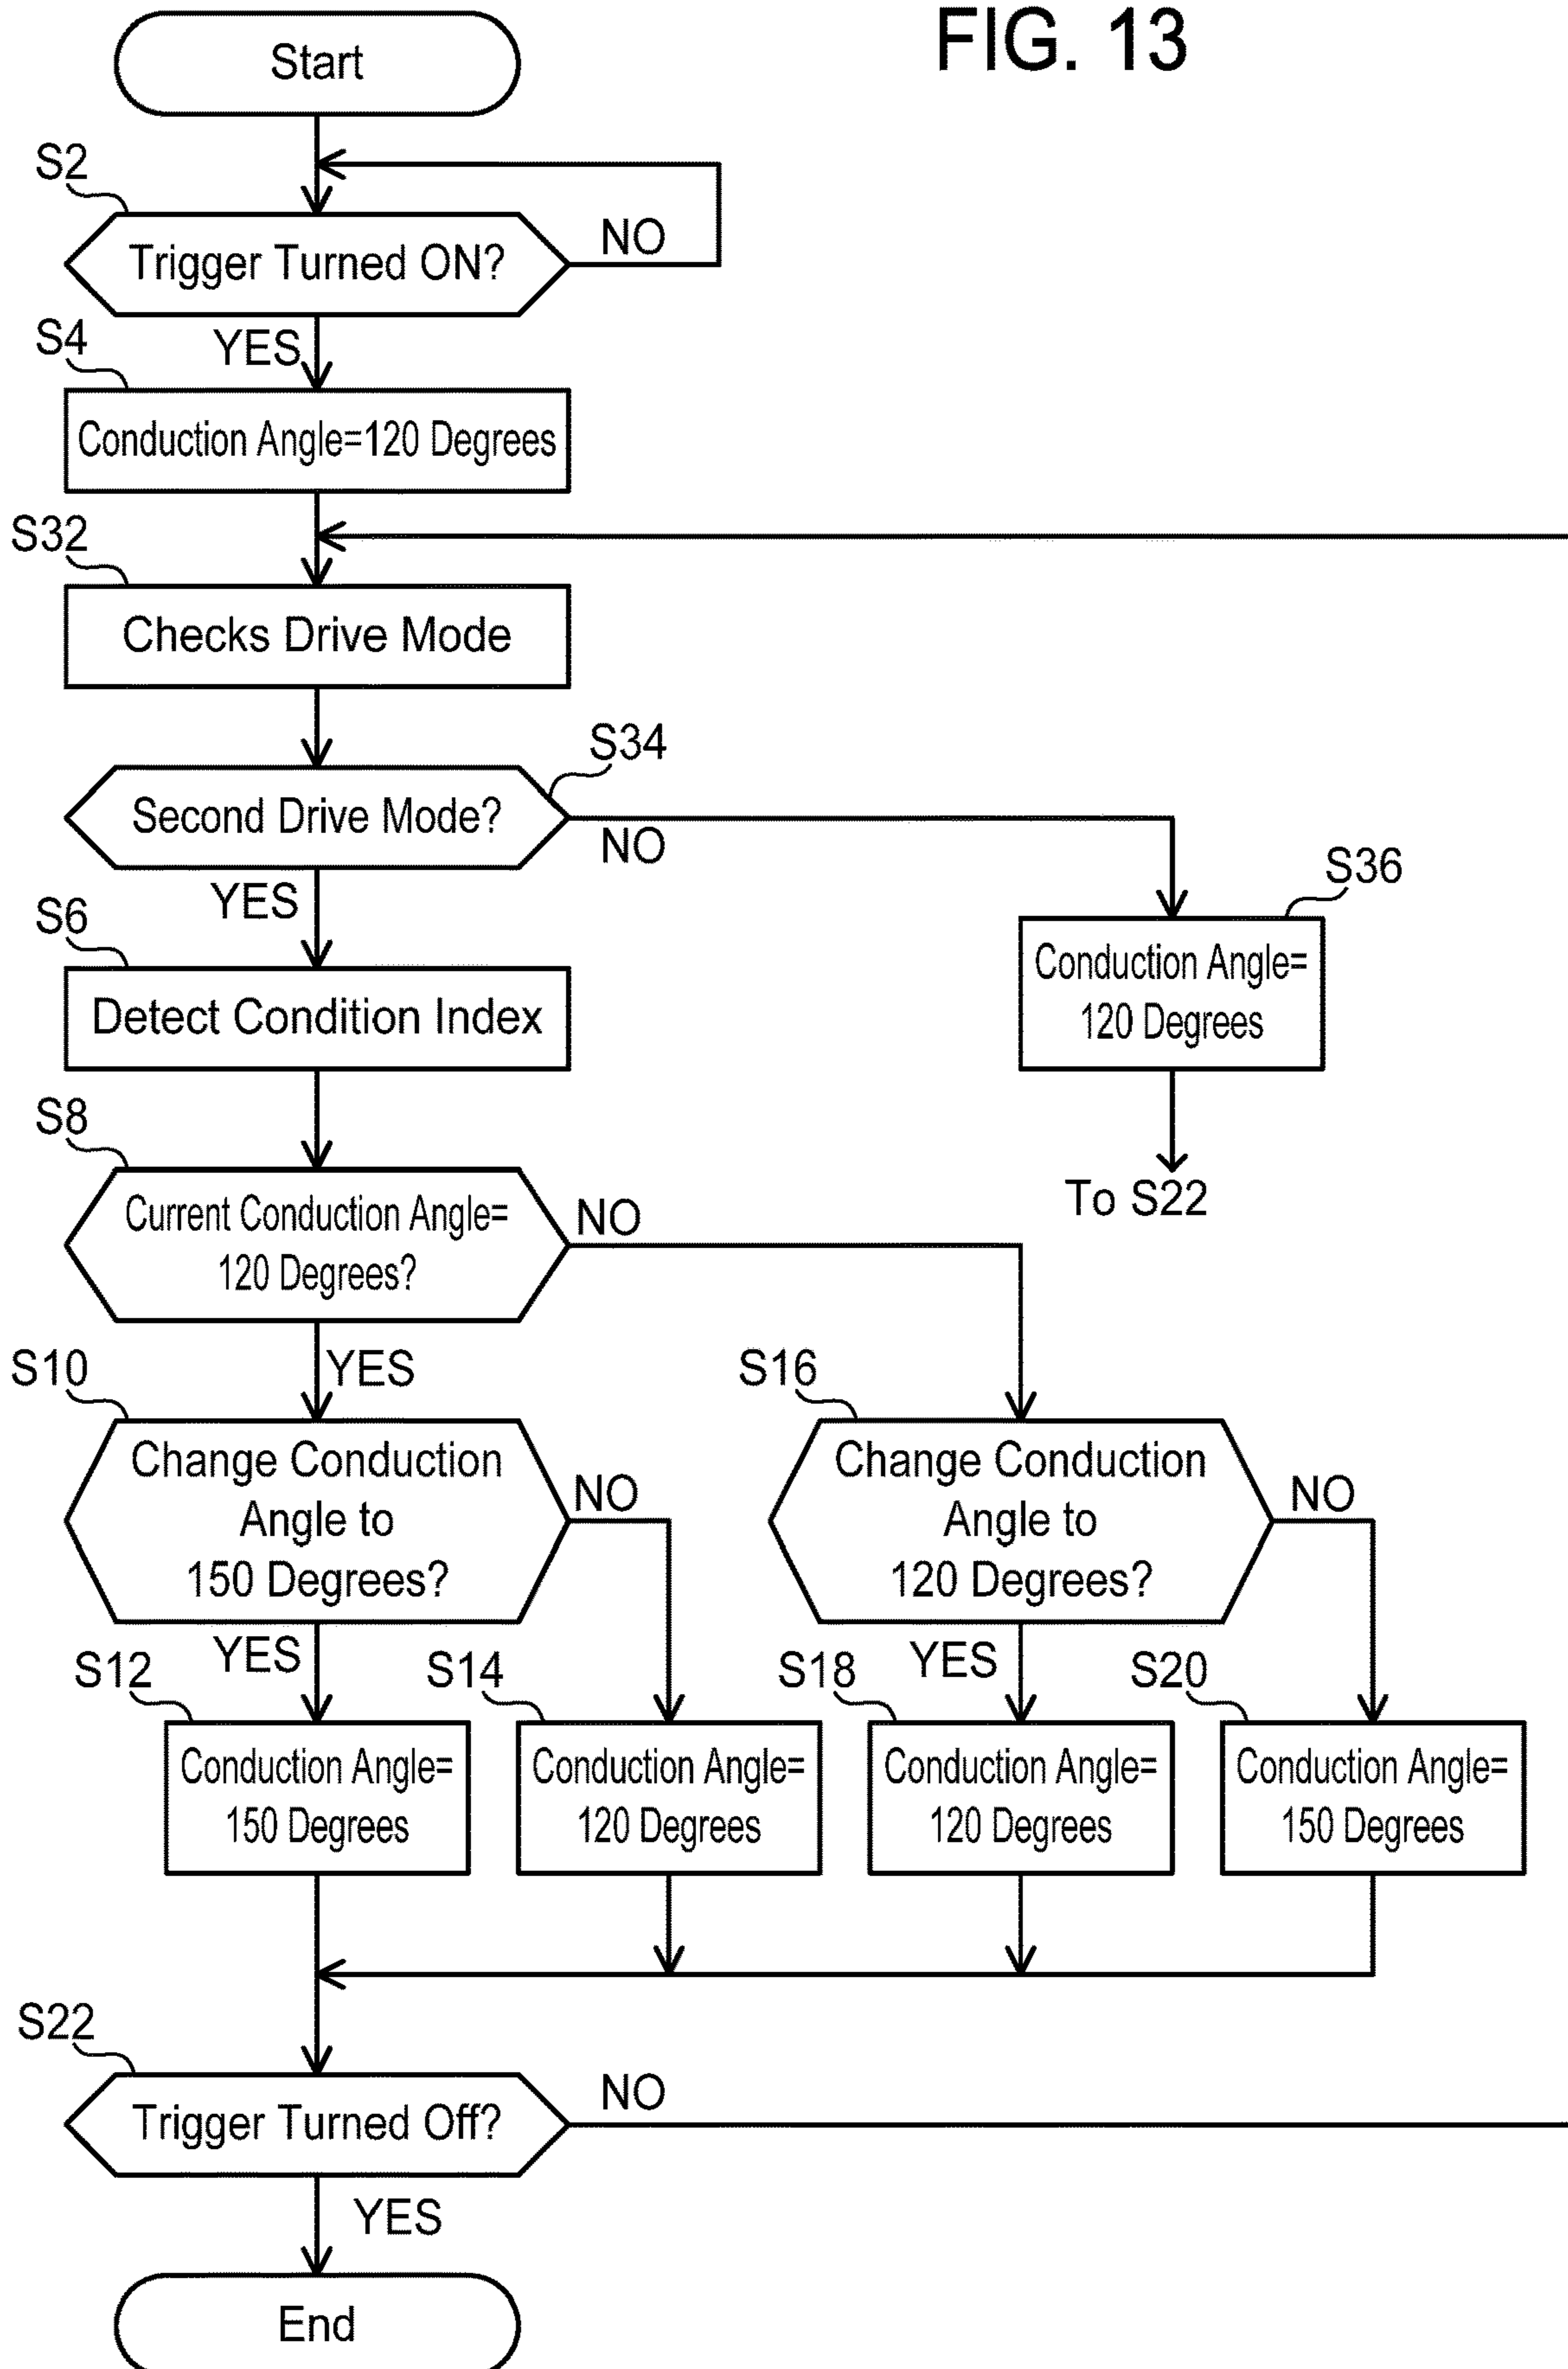 FIG. 13
Start
S2
Trigger Turned ON?
NO
YES
S4
Conduction Angle=120 Degrees
S32
Checks Drive Mode
S34
Second Drive Mode?
NO
YES
S36
Conduction Angle=
120 Degrees
To S22
S6
Detect Condition Index
S8
Current Conduction Angle=
120 Degrees?
NO
YES
S10
Change Conduction
Angle to
150 Degrees?
NO
YES
S16
Change Conduction
Angle to
120 Degrees?
NO
YES
S12
Conduction Angle=
150 Degrees
S14
Conduction Angle=
120 Degrees
S18
Conduction Angle=
120 Degrees
S20
Conduction Angle=
150 Degrees
S22
Trigger Turned Off?
NO
YES
End